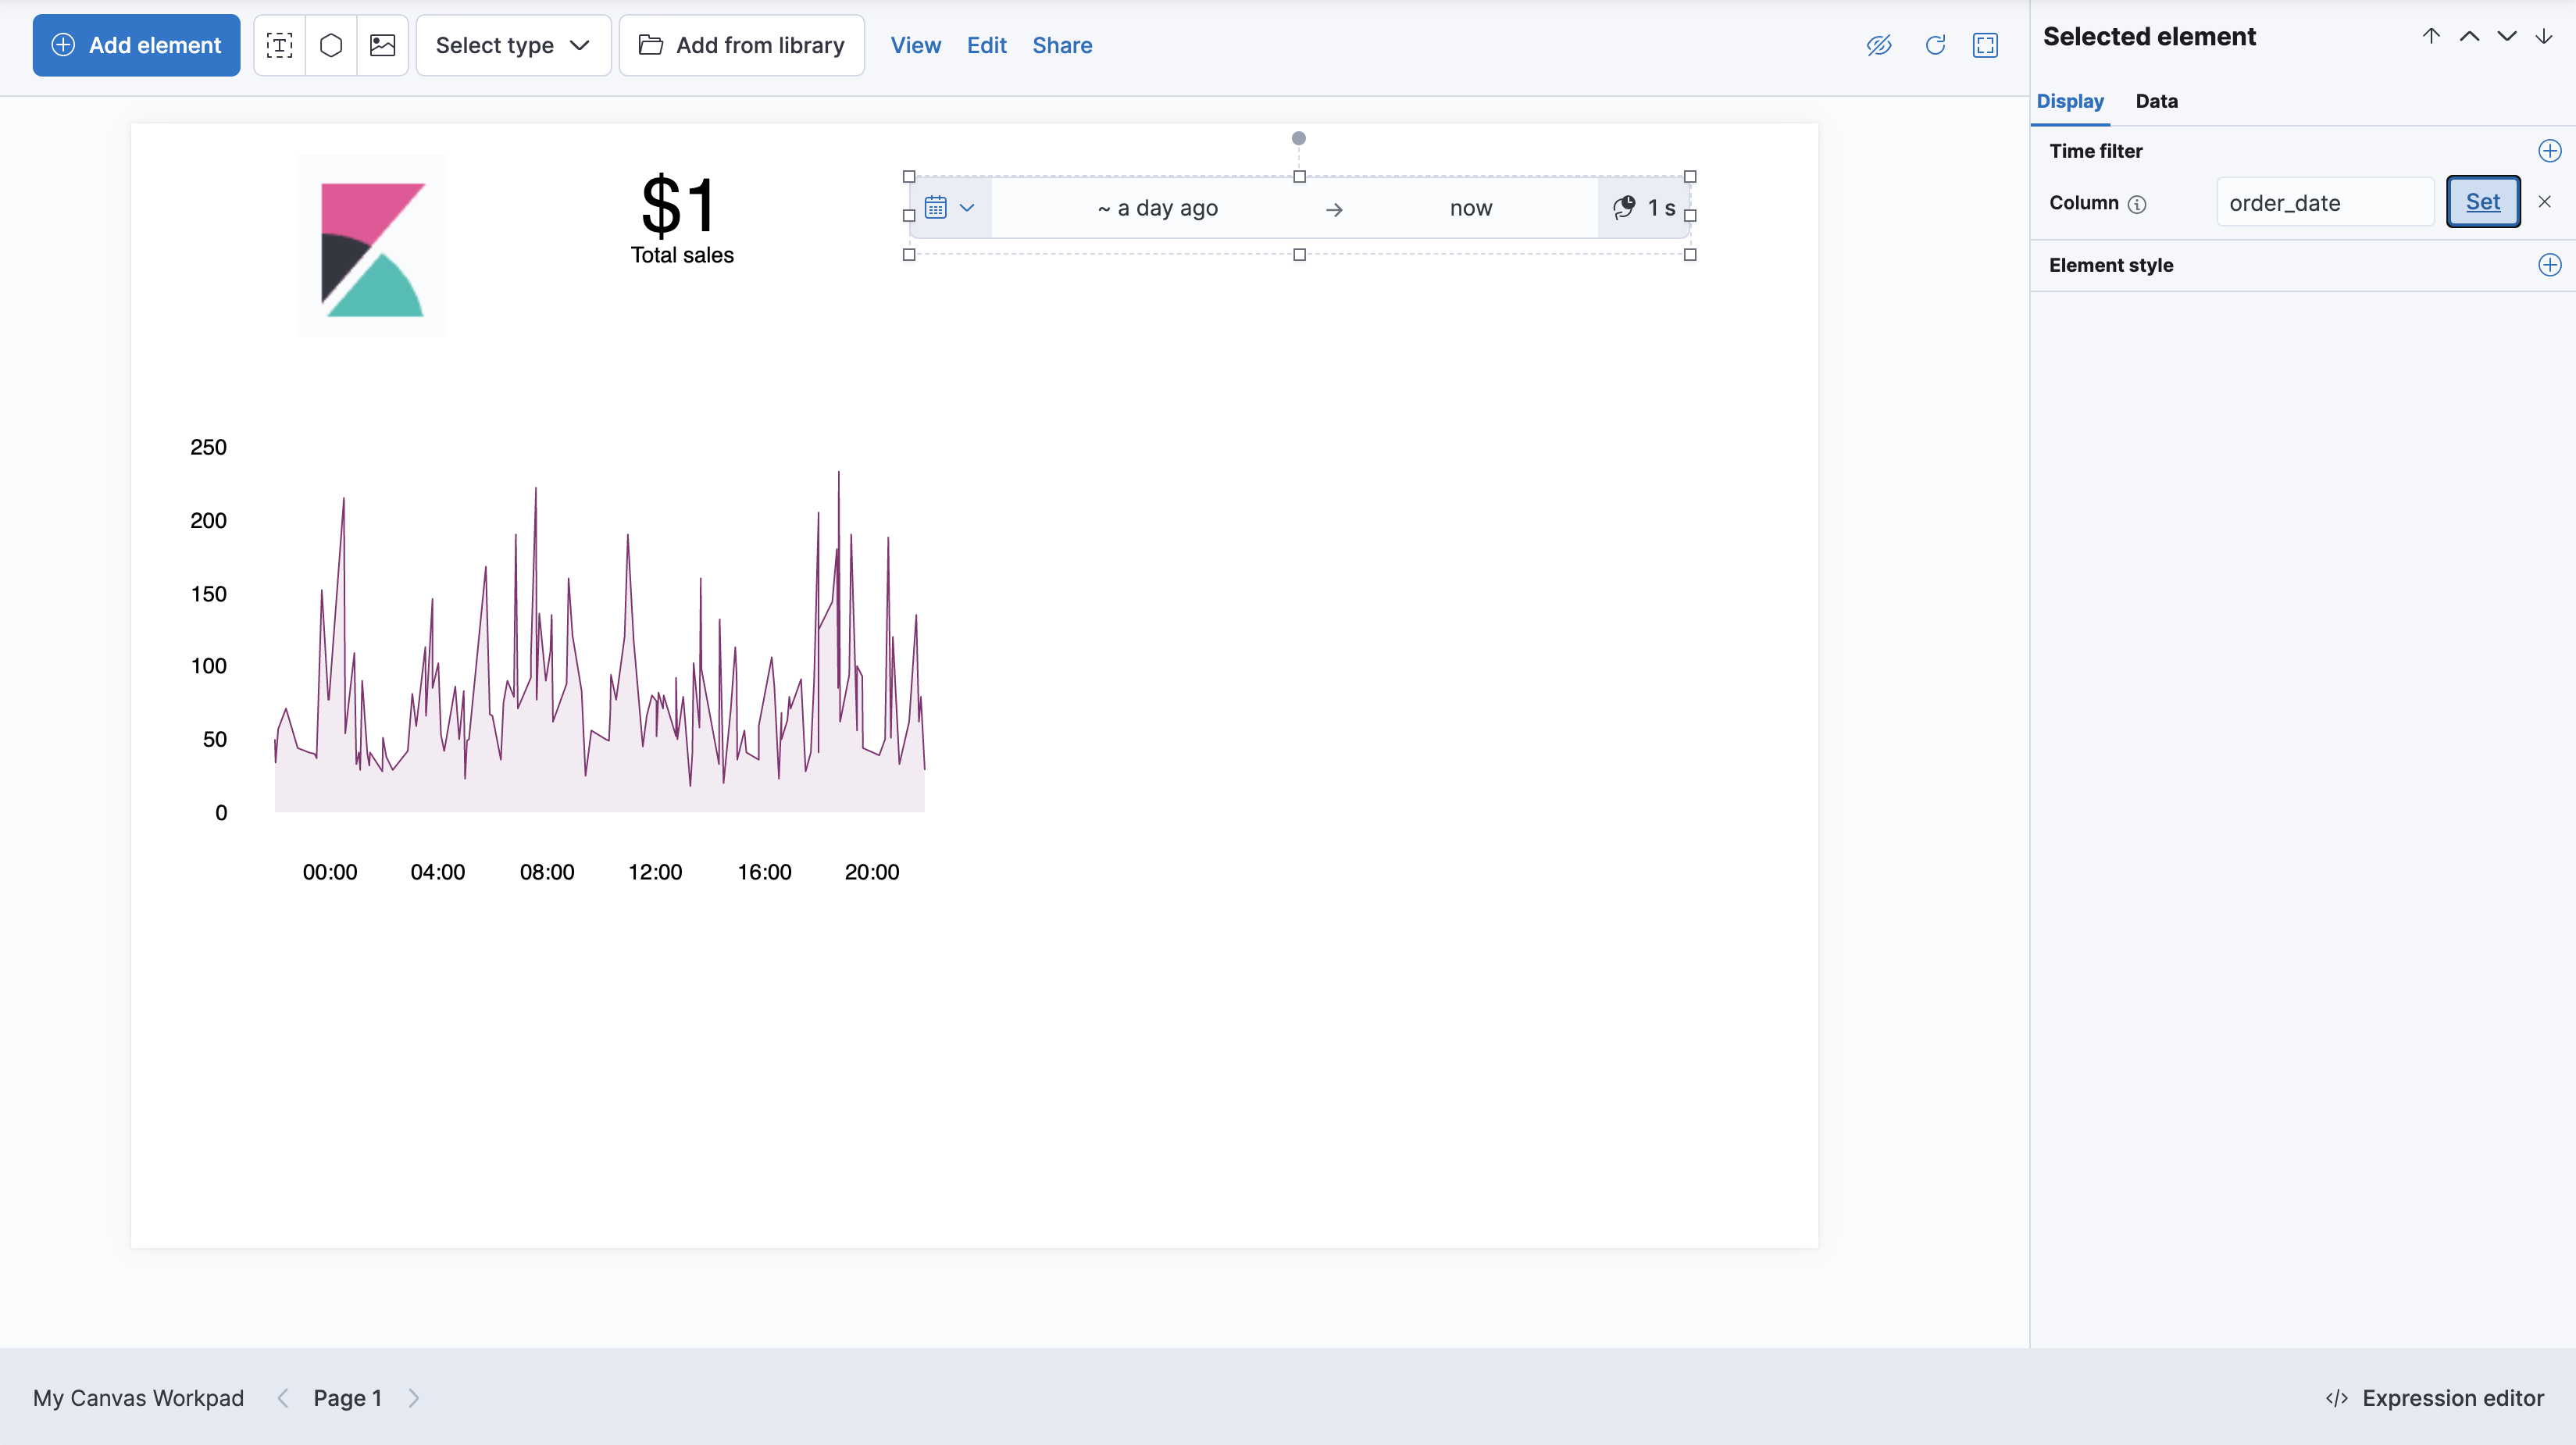 Add element
Select type
Add from library
View
Edit
Share
Selected element
Display
Data
Time filter
Column
order_date
Set
Element style
$1
Total sales
~ a day ago
→
now
1 s
250
200
150
100
50
0
00:00 04:00 08:00 12:00 16:00 20:00
My Canvas Workpad
Page 1
</> Expression editor